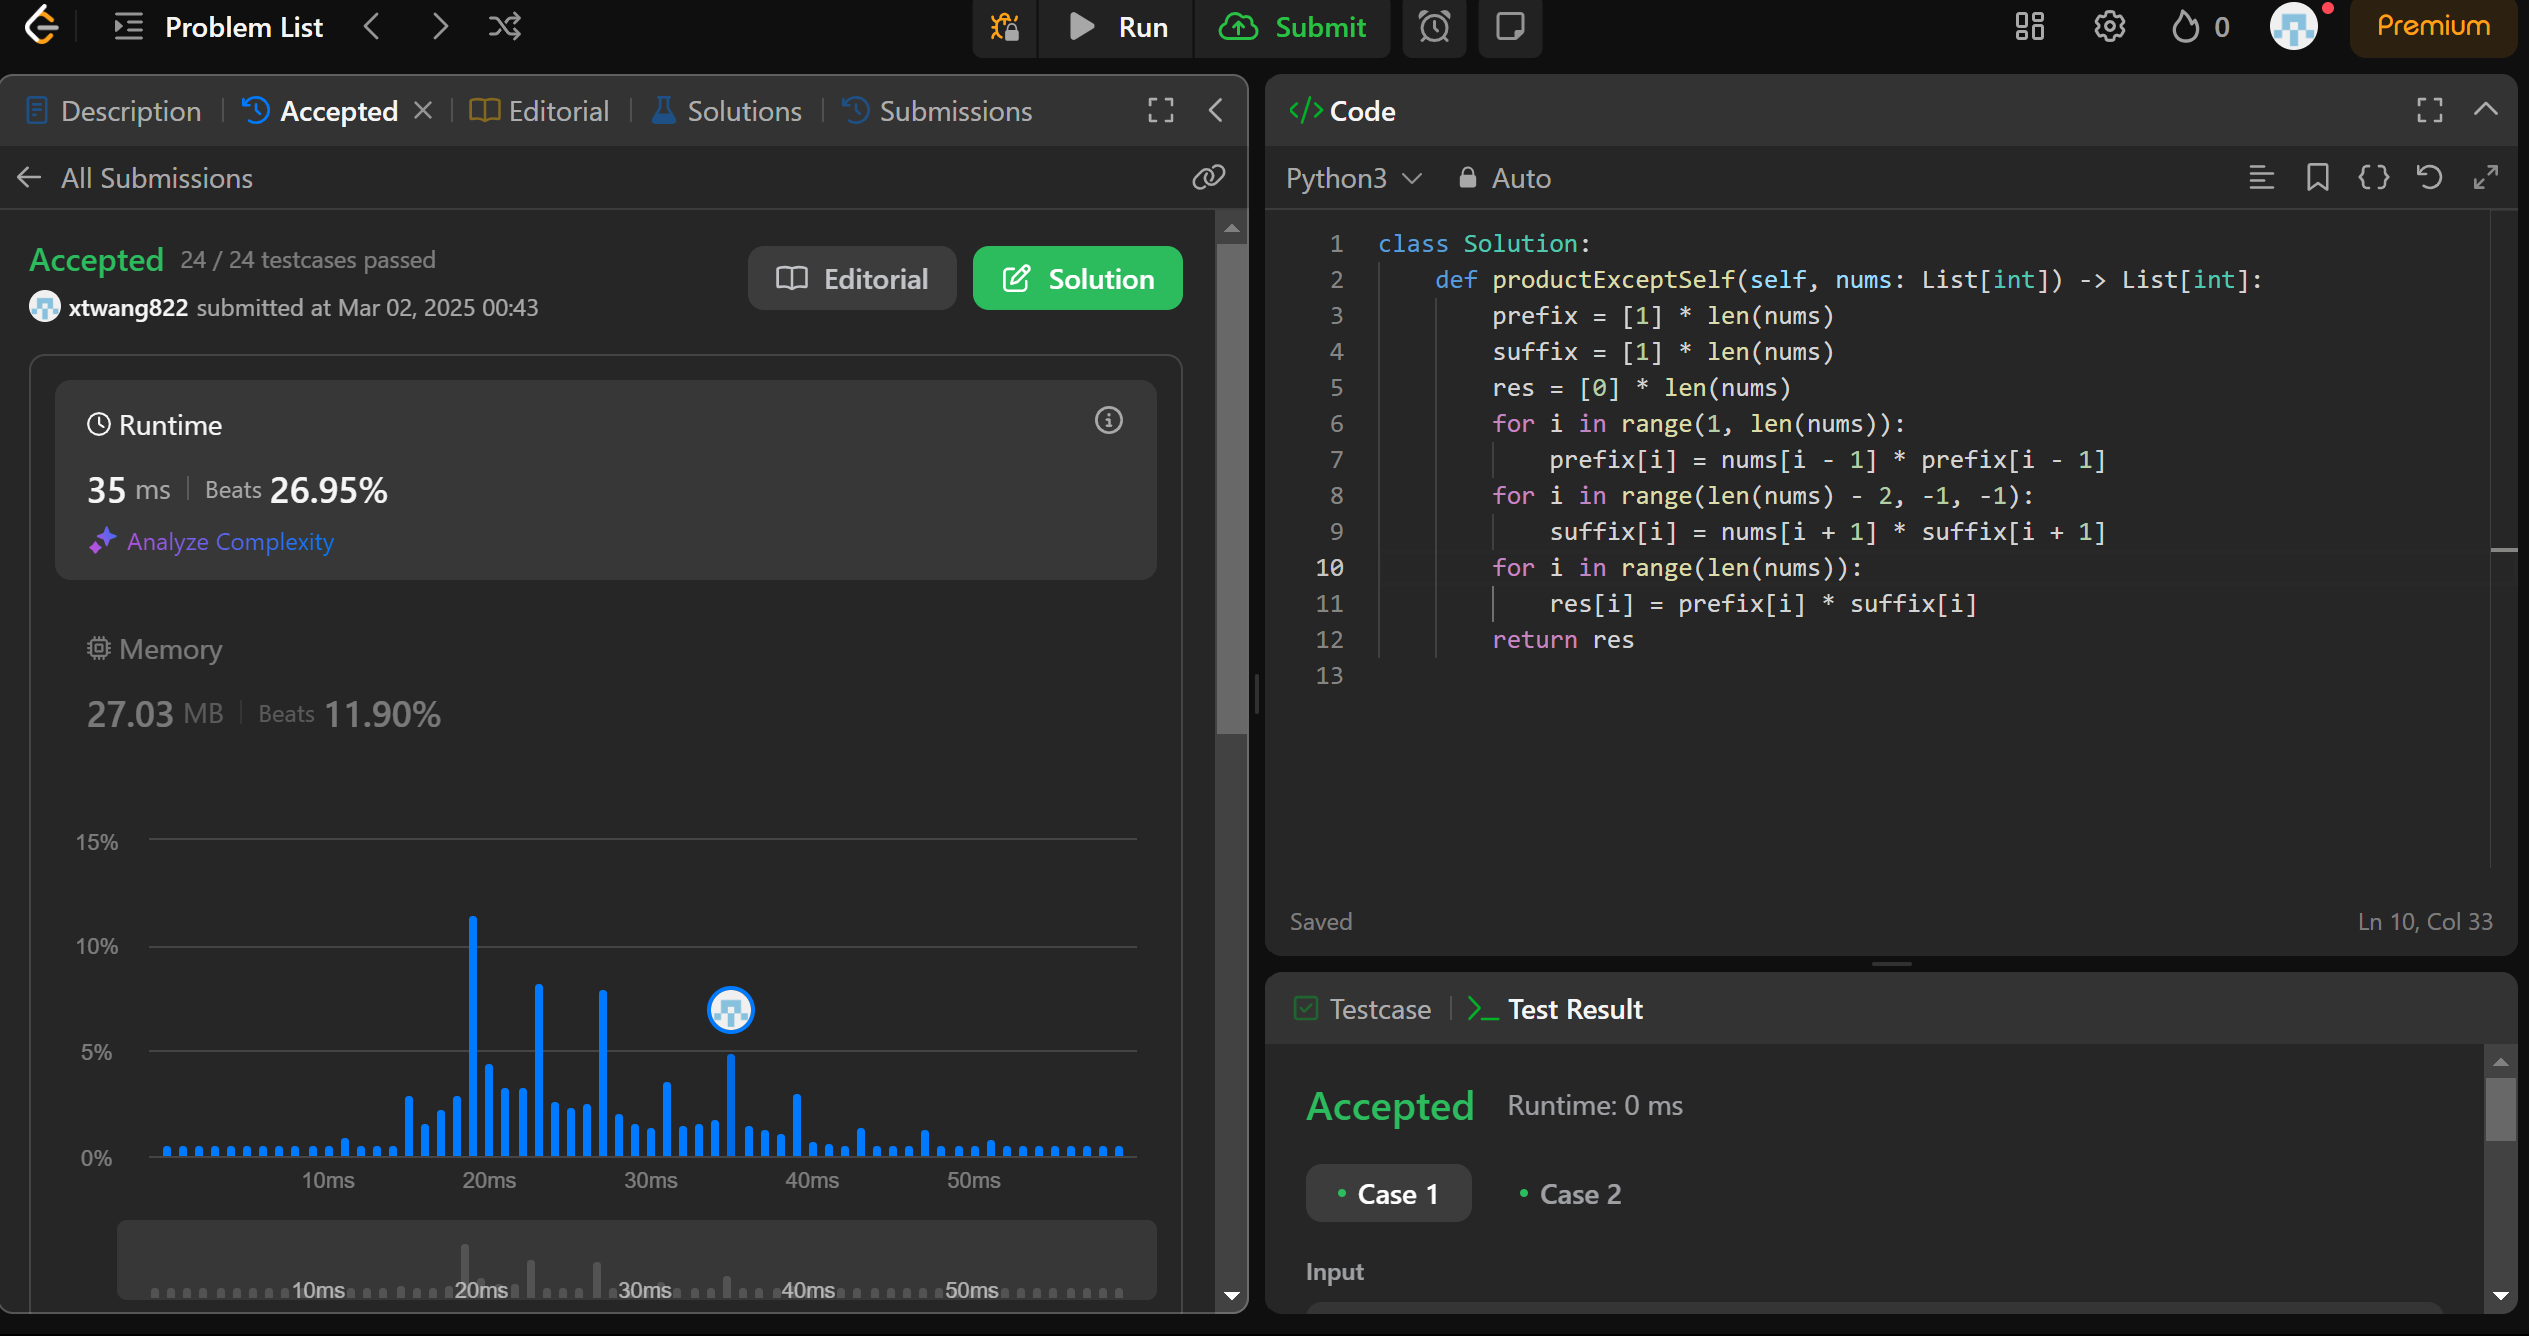 Problem List
Run
Submit
0
Premium
Description
Accepted
Editorial
Solutions
Submissions
All Submissions
Accepted 24 / 24 testcases passed
xtwang822 submitted at Mar 02, 2025 00:43
Editorial
Solution
Runtime
35 ms Beats 26.95%
Analyze Complexity
Memory
27.03 MB Beats 11.90%
15%
10%
5%
0%
10ms 20ms 30ms 40ms 50ms
10ms 20ms 30ms 40ms 50ms
</> Code
Python3 Auto
1 class Solution:
2 def productExceptSelf(self, nums: List[int]) -> List[int]:
3 prefix = [1] * len(nums)
4 suffix = [1] * len(nums)
5 res = [0] * len(nums)
6 for i in range(1, len(nums)):
7 prefix[i] = nums[i - 1] * prefix[i - 1]
8 for i in range(len(nums) - 2, -1, -1):
9 suffix[i] = nums[i + 1] * suffix[i + 1]
10 for i in range(len(nums)):
11 res[i] = prefix[i] * suffix[i]
12 return res
13
Saved
Ln 10, Col 33
Testcase
Test Result
Accepted Runtime: 0 ms
Case 1
Case 2
Input